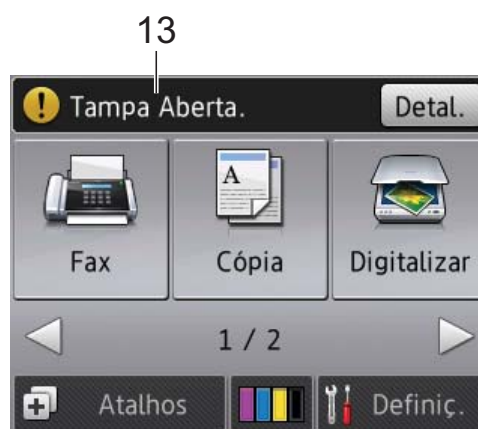 13
Tampa Aberta.
Detal.
Fax
Cópia
Digitalizar
1 / 2
Atalhos
Definiç.